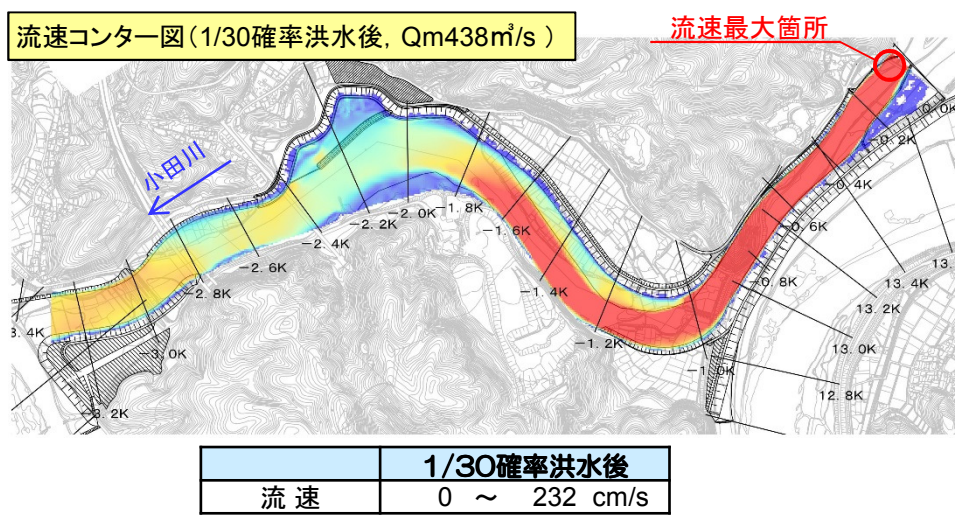 流速コンター図(1/30確率洪水後, Qm438㎥/s )
流速最大箇所
小田川
0. 0K
-0. 2K
-0. 4K
-0. 6K
-0. 8K
-1. 0K
-1. 2K
-1. 4K
-1. 6K
-1. 8K
-2. 0K
-2. 2K
-2. 4K
-2. 6K
-2. 8K
-3. 0K
-3. 2K
3. 4K
13.
13. 4K
13. 2K
13. 0K
12. 8K
1/30確率洪水後
流 速 0 ~ 232 cm/s